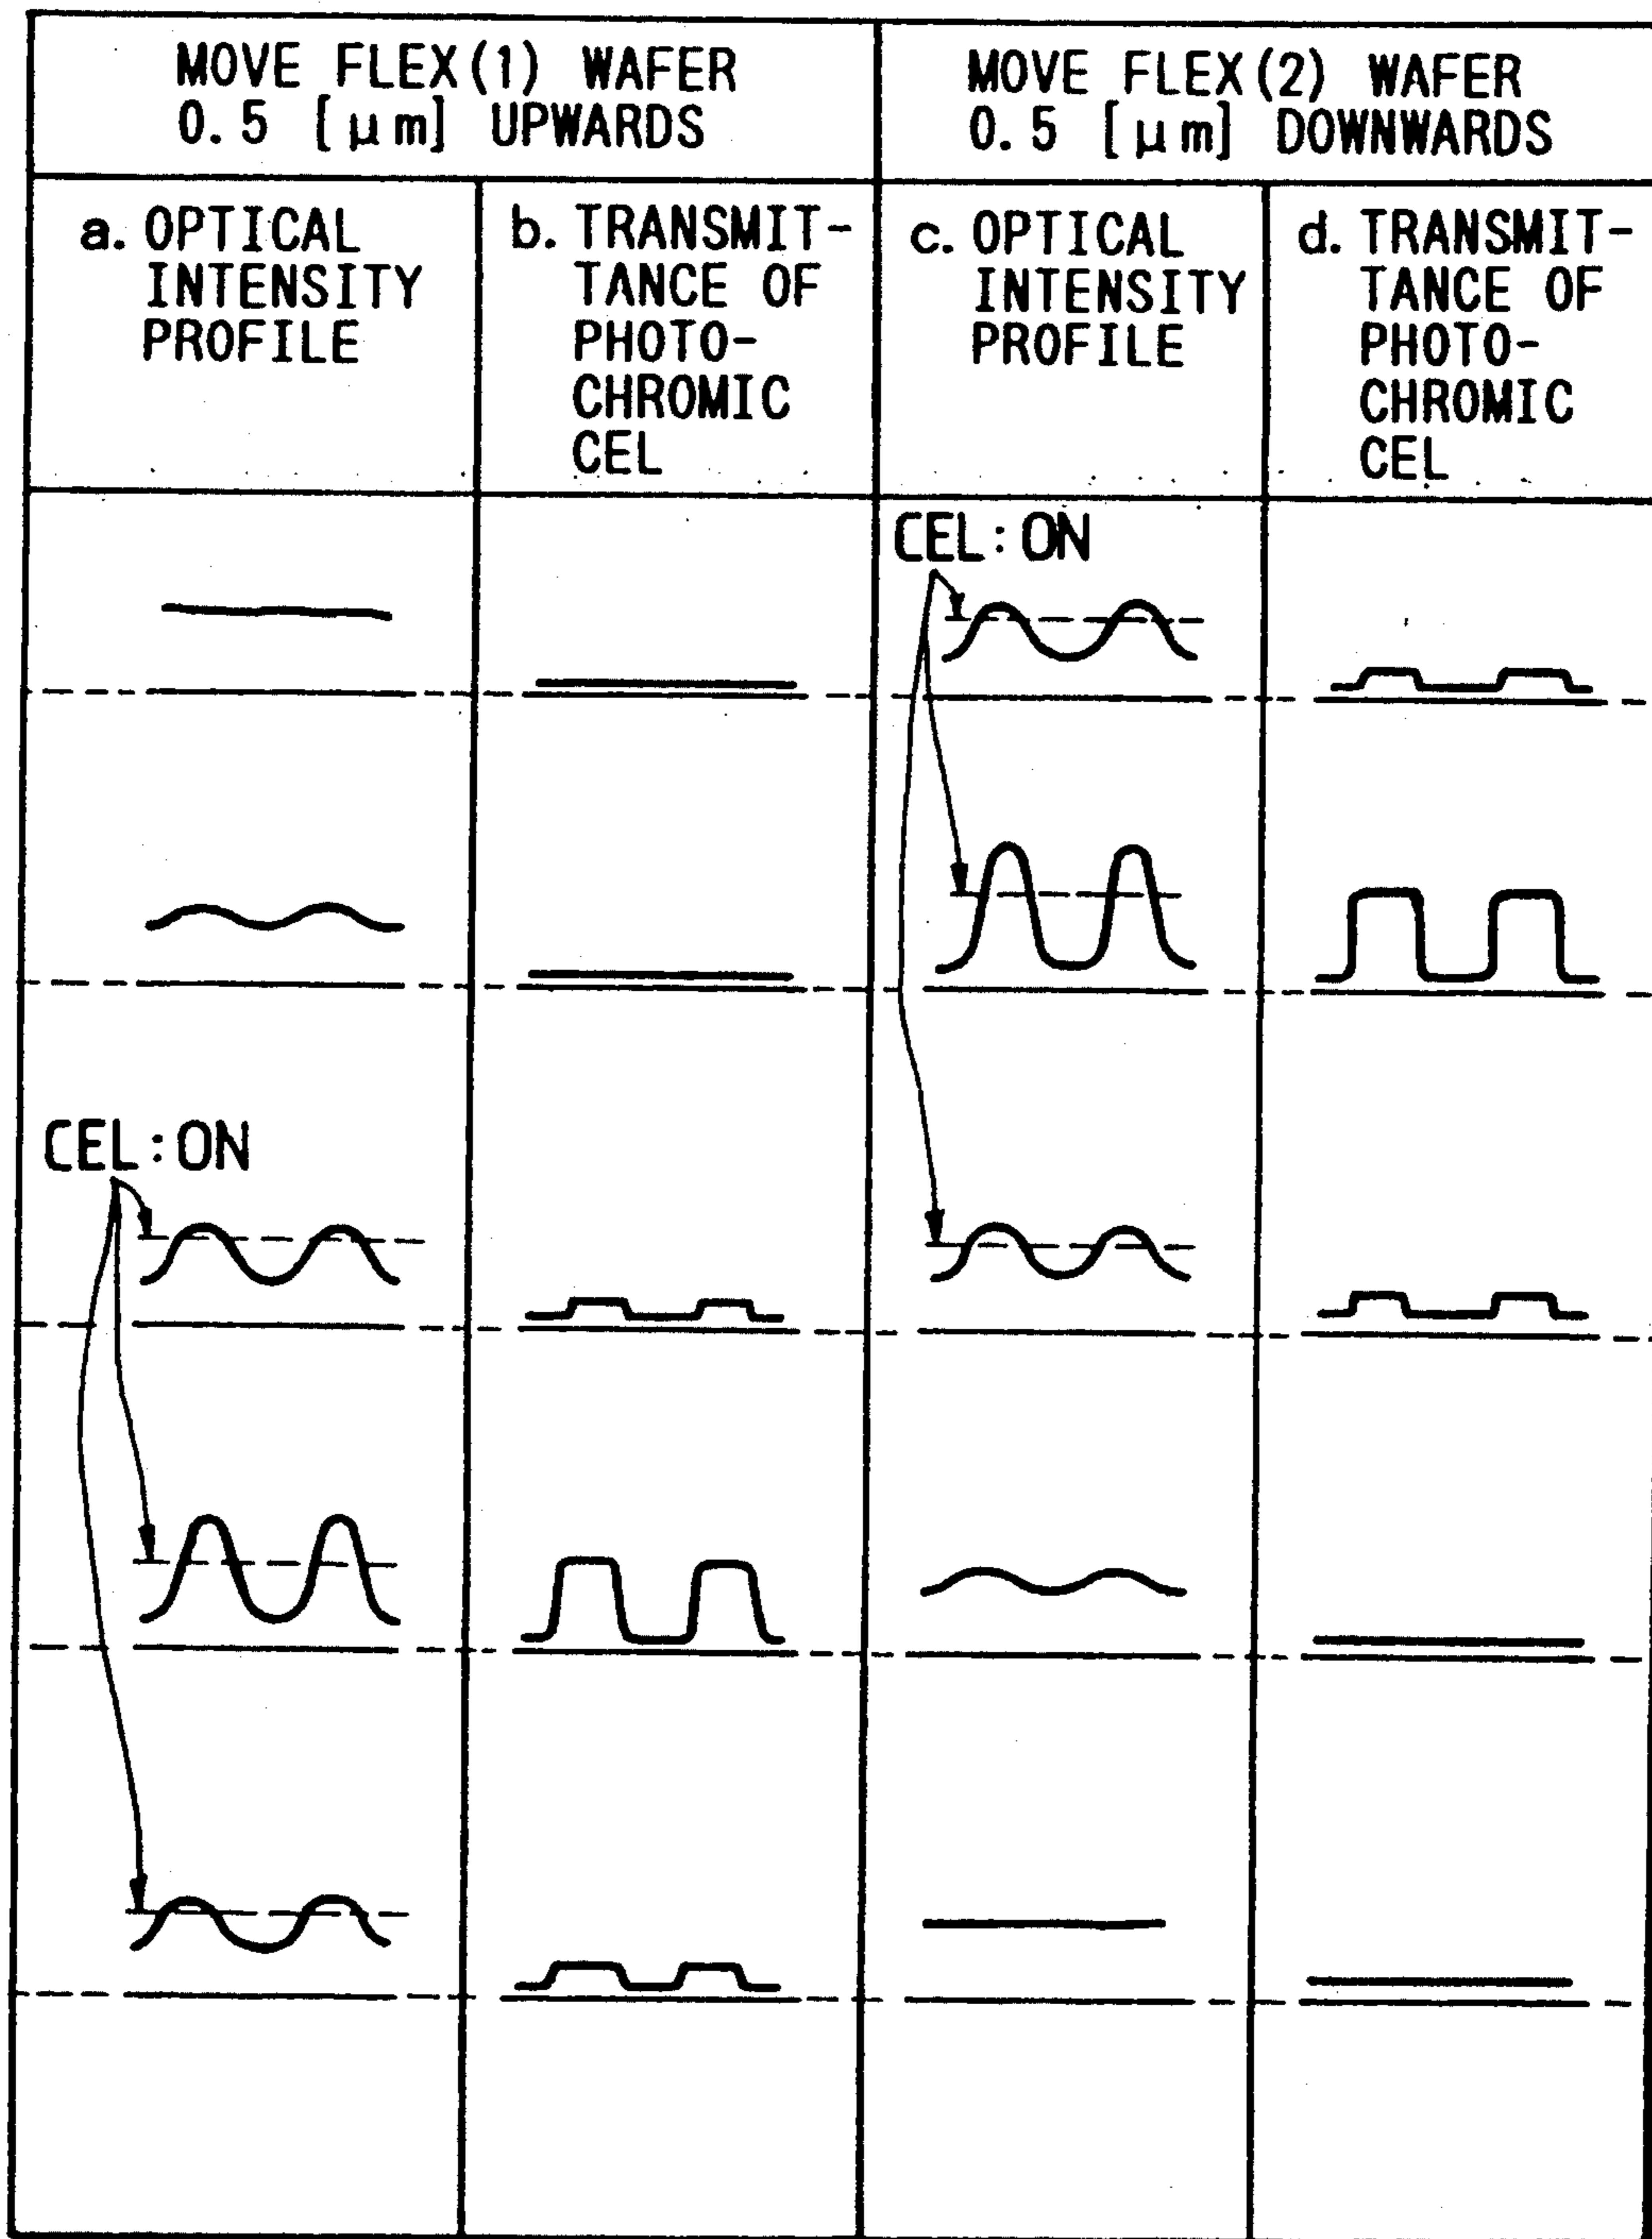 MOVE FLEX(1) WAFER
0.5 [μm] UPWARDS
MOVE FLEX(2) WAFER
0.5 [μm] DOWNWARDS
a. OPTICAL
INTENSITY
PROFILE
b. TRANSMIT-
TANCE OF
PHOTO-
CHROMIC
CEL
c. OPTICAL
INTENSITY
PROFILE
d. TRANSMIT-
TANCE OF
PHOTO-
CHROMIC
CEL
CEL:ON
CEL:ON